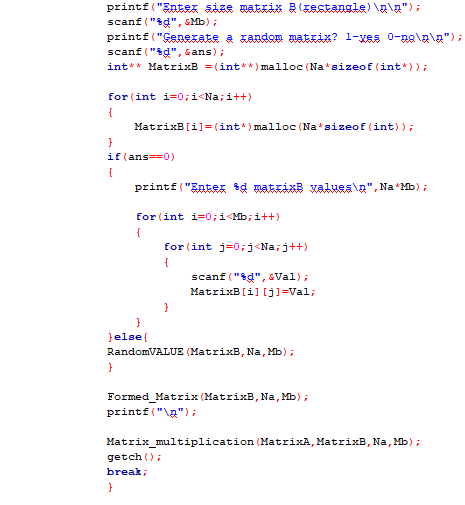 printf("Enter size matrix B(rectangle)\n\n");
scanf("%d",&Mb);
printf("Generate a random matrix? 1-yes 0-no\n\n");
scanf("%d",&ans);
int** MatrixB =(int**)malloc(Na*sizeof(int*));
for(int i=0;i<Na;i++)
{
MatrixB[i]=(int*)malloc(Na*sizeof(int));
}
if(ans==0)
{
printf("Enter %d matrixB values\n",Na*Mb);
for(int i=0;i<Mb;i++)
{
for(int j=0;j<Na;j++)
{
scanf("%d",&Val);
MatrixB[i][j]=Val;
}
}
}else{
RandomVALUE(MatrixB,Na,Mb);
}
Formed_Matrix(MatrixB,Na,Mb);
printf("\n");
Matrix_multiplication(MatrixA,MatrixB,Na,Mb);
getch();
break;
}